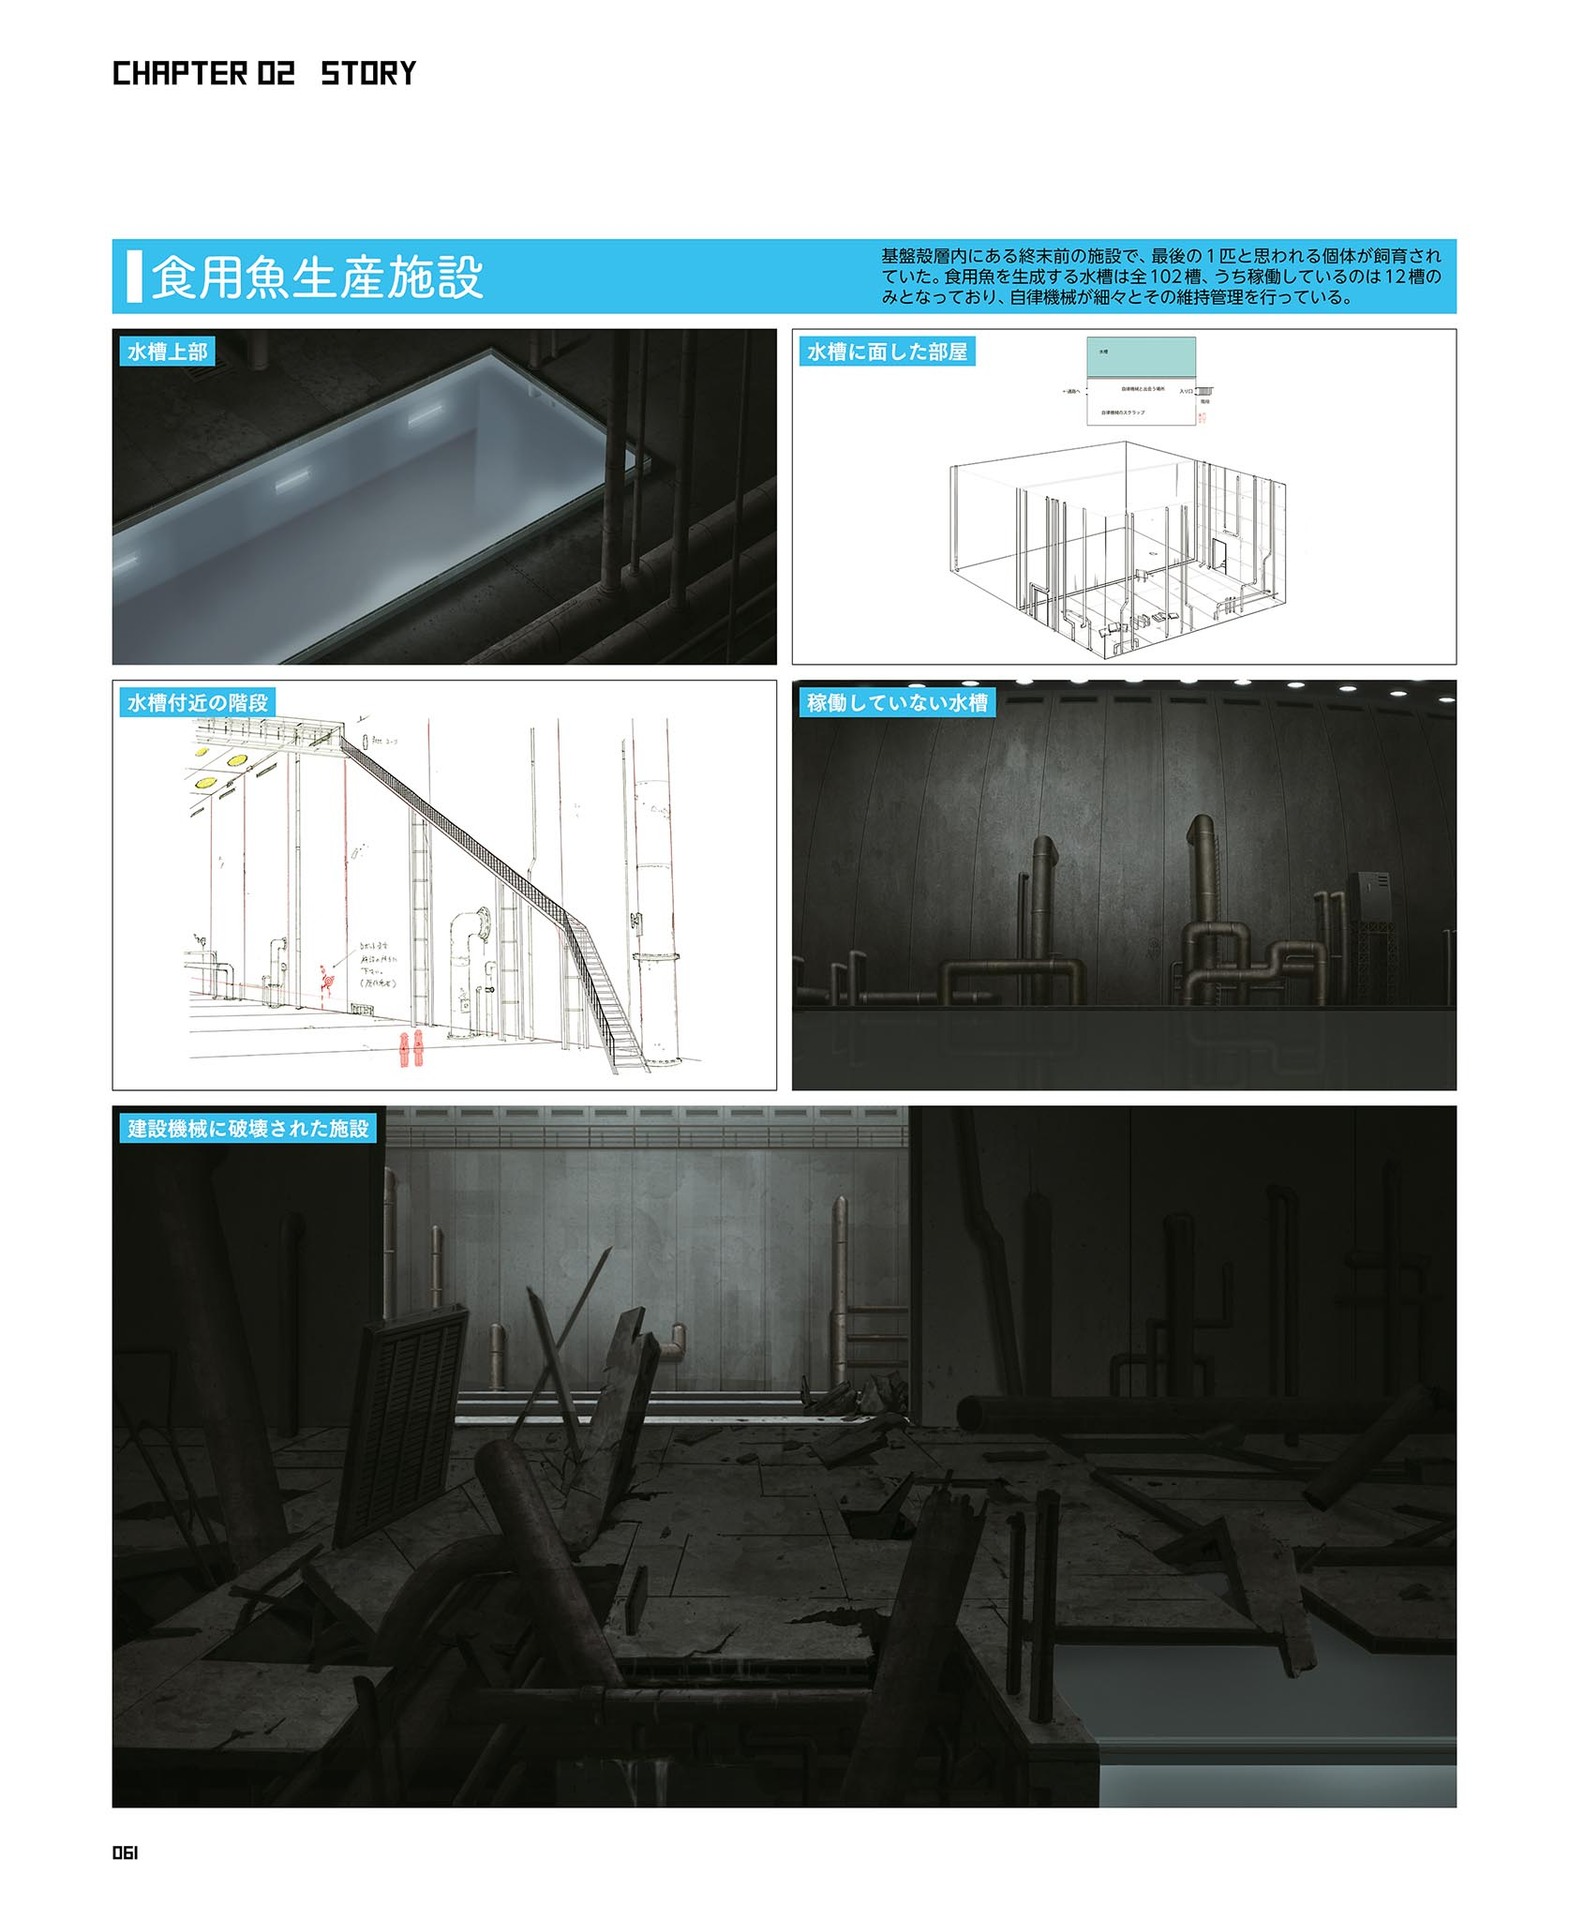 CHAPTER 02 STORY
食用魚生産施設
基盤殻層内にある終末前の施設で、最後の1匹と思われる個体が飼育され
ていた。食用魚を生成する水槽は全102槽、うち稼働しているのは12槽の
みとなっており、自律機械が細々とその維持管理を行っている。
水槽上部
水槽に面した部屋
水槽
自律機械と出会う場所
←通路へ
入り口
階段
自律機械のスクラップ
水槽付近の階段
稼働していない水槽
建設機械に破壊された施設
061